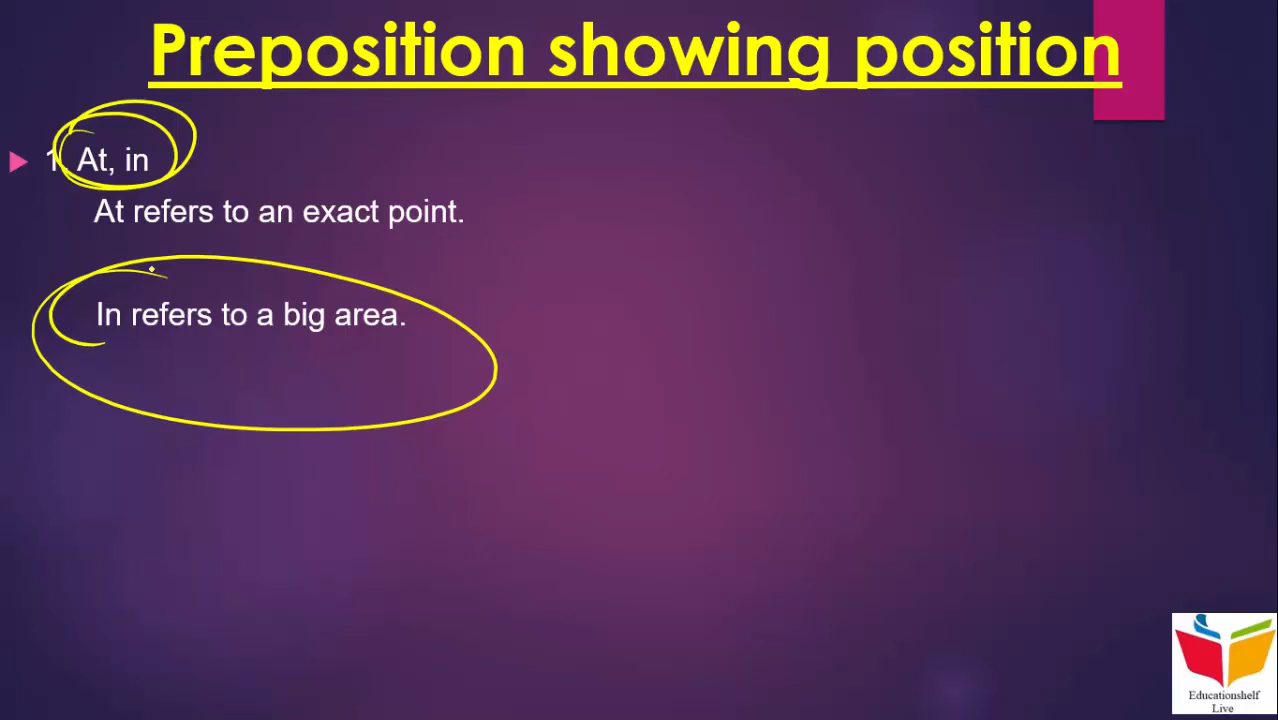 Preposition showing position
1. At, in
At refers to an exact point.
In refers to a big area.
Educationshelf
Live